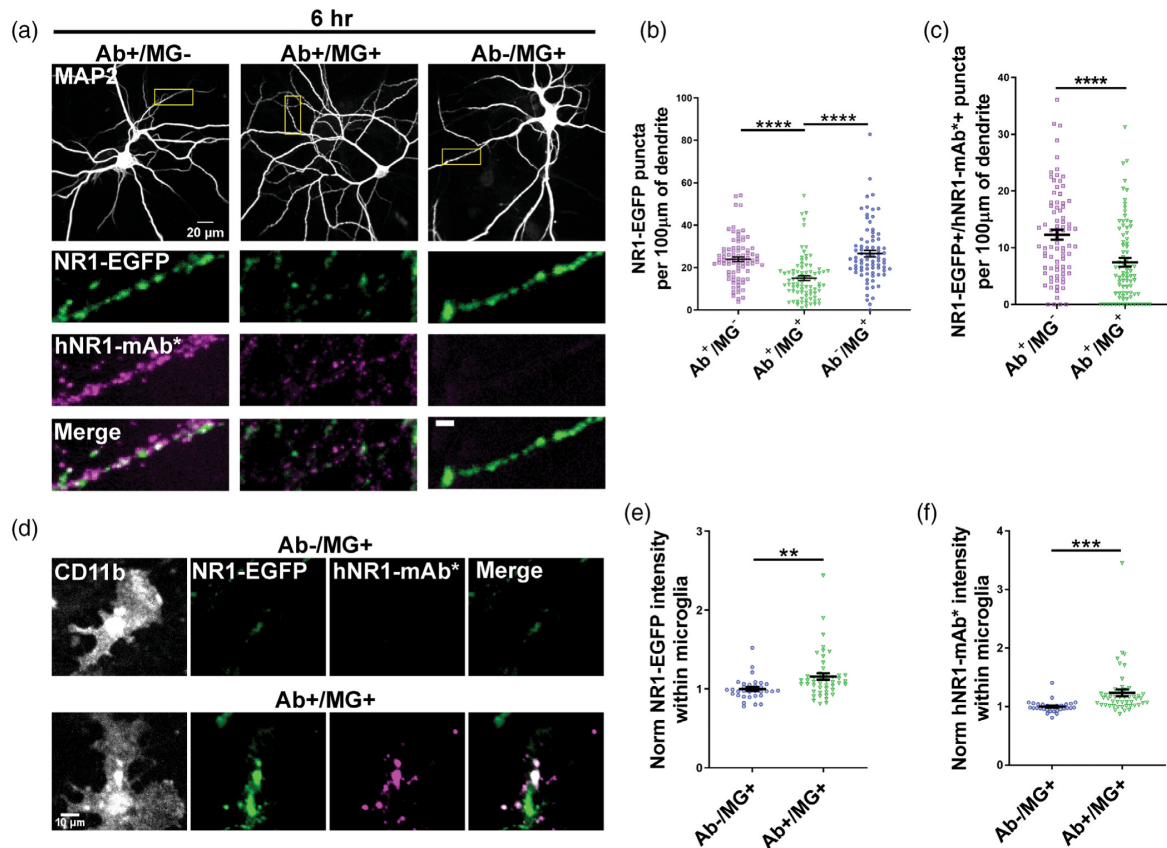 (a)
6 hr
Ab+/MG-
Ab+/MG+
Ab-/MG+
MAP2
20 µm
NR1-EGFP
hNR1-mAb*
Merge
(b)
NR1-EGFP puncta
per 100µm of dendrite
100
80
60
40
20
0
****
****
Ab⁺/MG⁻
Ab⁺/MG⁺
Ab⁻/MG⁺
(c)
NR1-EGFP+/hNR1-mAb*+ puncta
per 100µm of dendrite
40
30
20
10
0
****
Ab⁺/MG⁻
Ab⁺/MG⁺
(d)
Ab-/MG+
CD11b
NR1-EGFP
hNR1-mAb*
Merge
Ab+/MG+
10 µm
(e)
Norm NR1-EGFP intensity
within microglia
3
2
1
0
**
Ab-/MG+
Ab+/MG+
(f)
Norm hNR1-mAb* intensity
within microglia
4
3
2
1
0
***
Ab-/MG+
Ab+/MG+